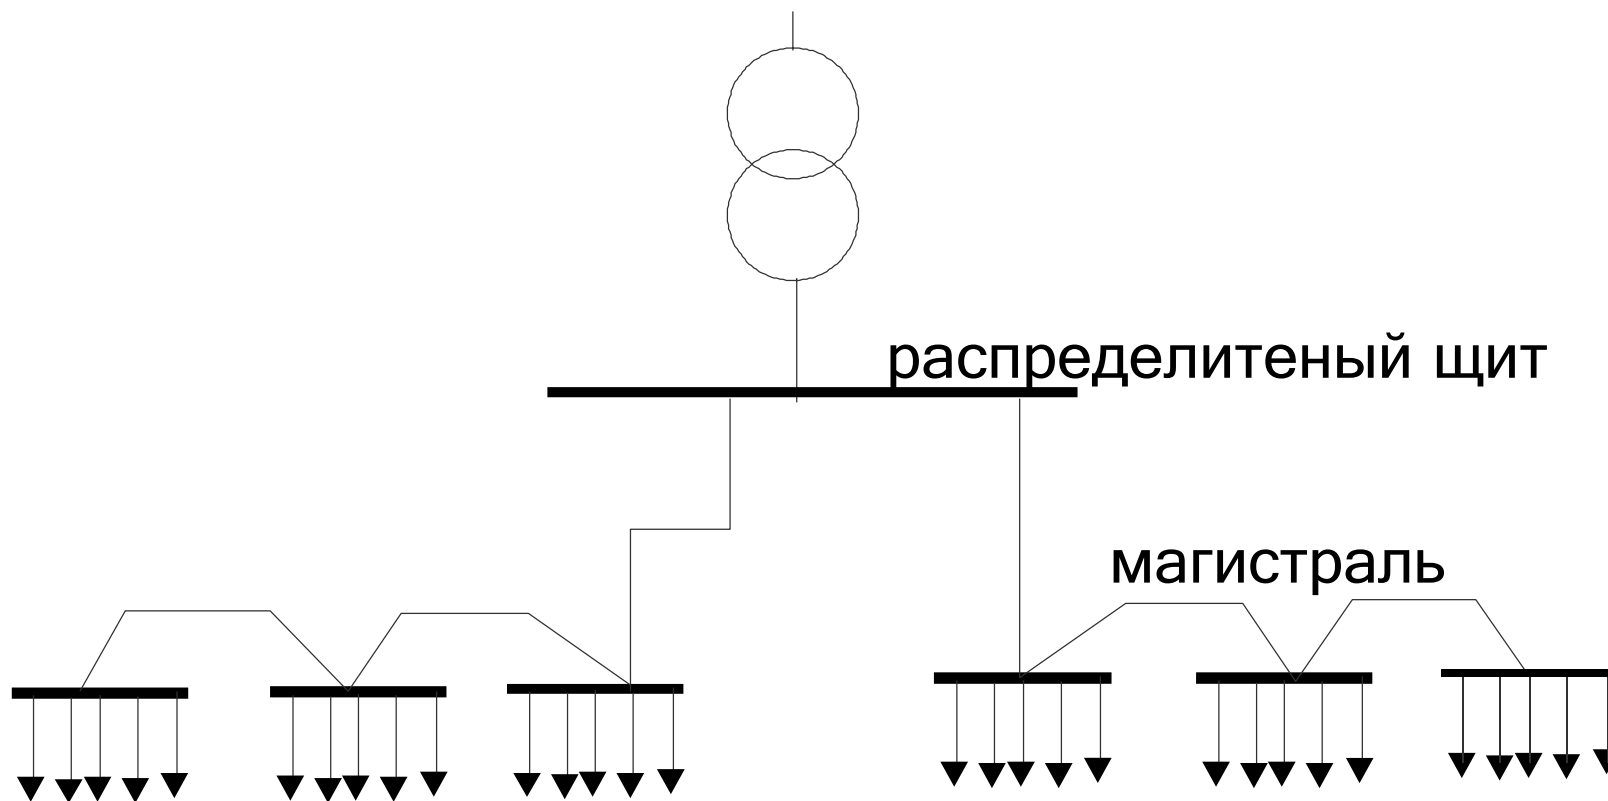 распределитеный щит
магистраль